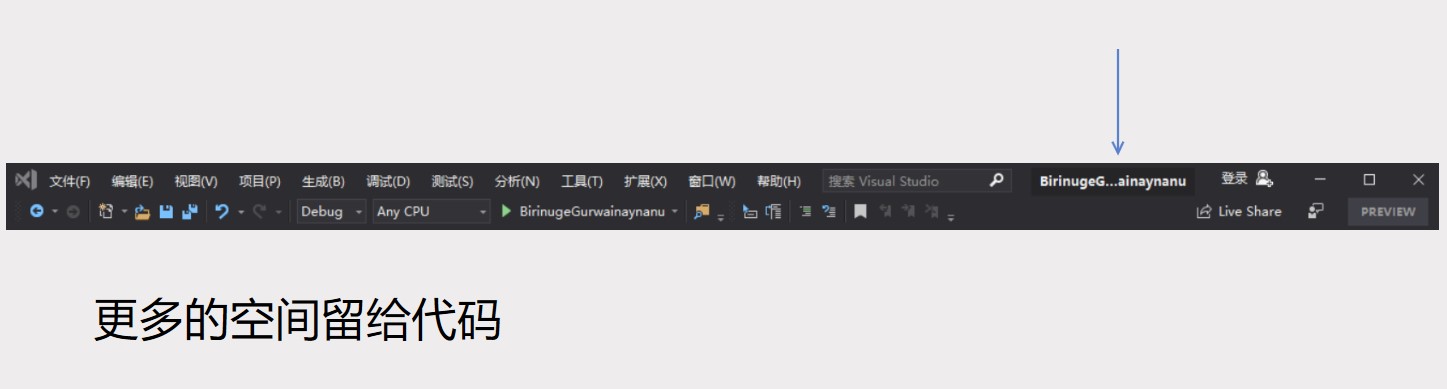 文件(F) 编辑(E) 视图(V) 项目(P) 生成(B) 调试(D) 测试(S) 分析(N) 工具(T) 扩展(X) 窗口(W) 帮助(H) 搜索 Visual Studio BirinugeG...ainaynanu 登录
Debug Any CPU BirinugeGurwainaynanu Live Share PREVIEW
更多的空间留给代码